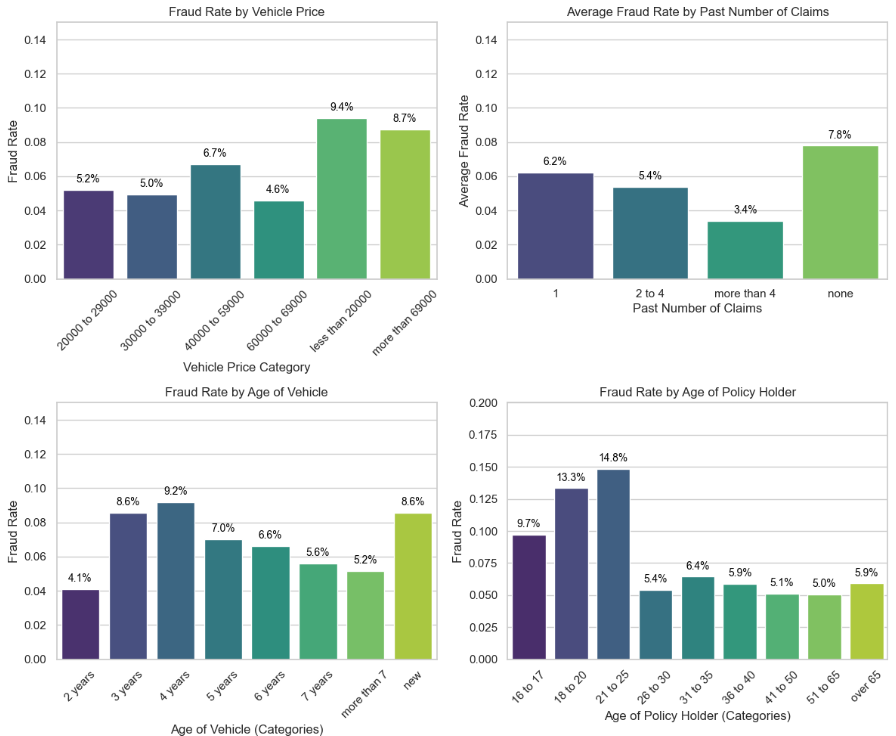 Fraud Rate by Vehicle Price
Fraud Rate
0.14
0.12
0.10
0.08
0.06
0.04
0.02
0.00
5.2%
5.0%
6.7%
4.6%
9.4%
8.7%
20000 to 29000
30000 to 39000
40000 to 59000
60000 to 69000
less than 20000
more than 69000
Vehicle Price Category
Average Fraud Rate by Past Number of Claims
Average Fraud Rate
0.14
0.12
0.10
0.08
0.06
0.04
0.02
0.00
6.2%
5.4%
3.4%
7.8%
1
2 to 4
more than 4
none
Past Number of Claims
Fraud Rate by Age of Vehicle
Fraud Rate
0.14
0.12
0.10
0.08
0.06
0.04
0.02
0.00
4.1%
8.6%
9.2%
7.0%
6.6%
5.6%
5.2%
8.6%
2 years
3 years
4 years
5 years
6 years
7 years
more than 7
new
Age of Vehicle (Categories)
Fraud Rate by Age of Policy Holder
Fraud Rate
0.200
0.175
0.150
0.125
0.100
0.075
0.050
0.025
0.000
9.7%
13.3%
14.8%
5.4%
6.4%
5.9%
5.1%
5.0%
5.9%
16 to 17
18 to 20
21 to 25
26 to 30
31 to 35
36 to 40
41 to 50
51 to 65
over 65
Age of Policy Holder (Categories)